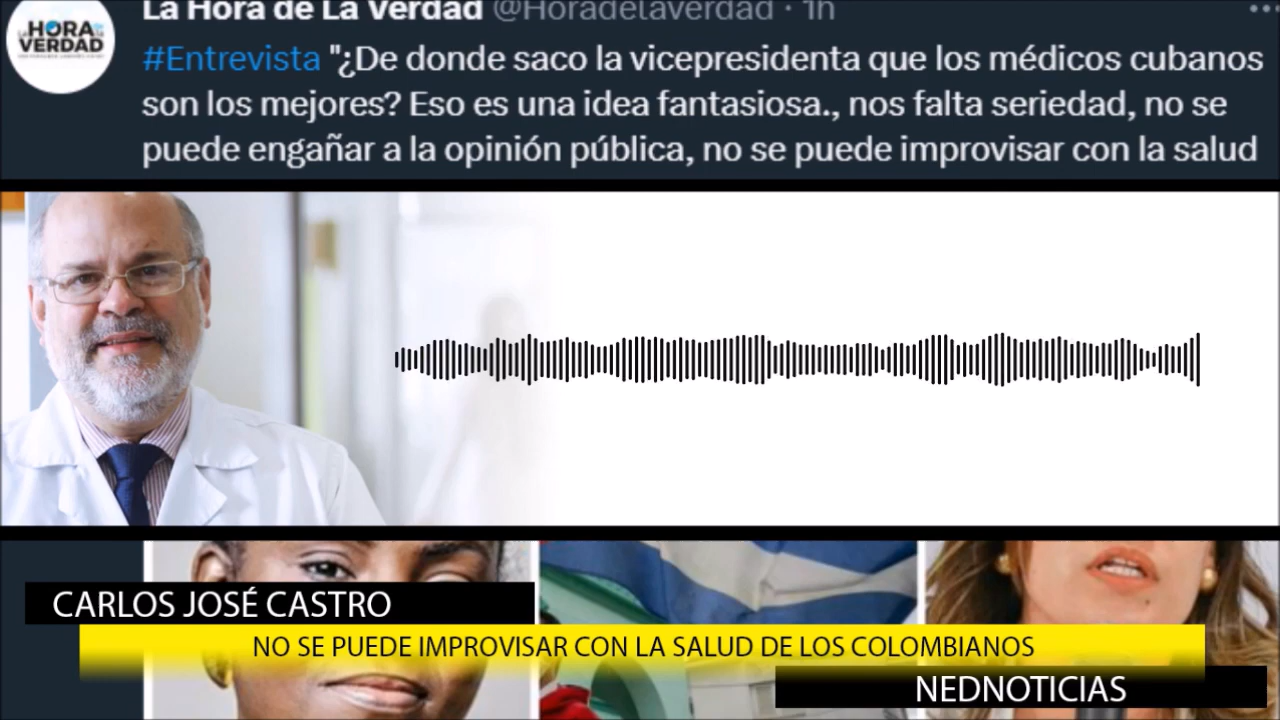 La Hora de La Verdad @Horadelaverdad · 1h
HORA
VERDAD
#Entrevista "¿De donde saco la vicepresidenta que los médicos cubanos
son los mejores? Eso es una idea fantasiosa., nos falta seriedad, no se
puede engañar a la opinión pública, no se puede improvisar con la salud
CARLOS JOSÉ CASTRO
NO SE PUEDE IMPROVISAR CON LA SALUD DE LOS COLOMBIANOS
NEDNOTICIAS